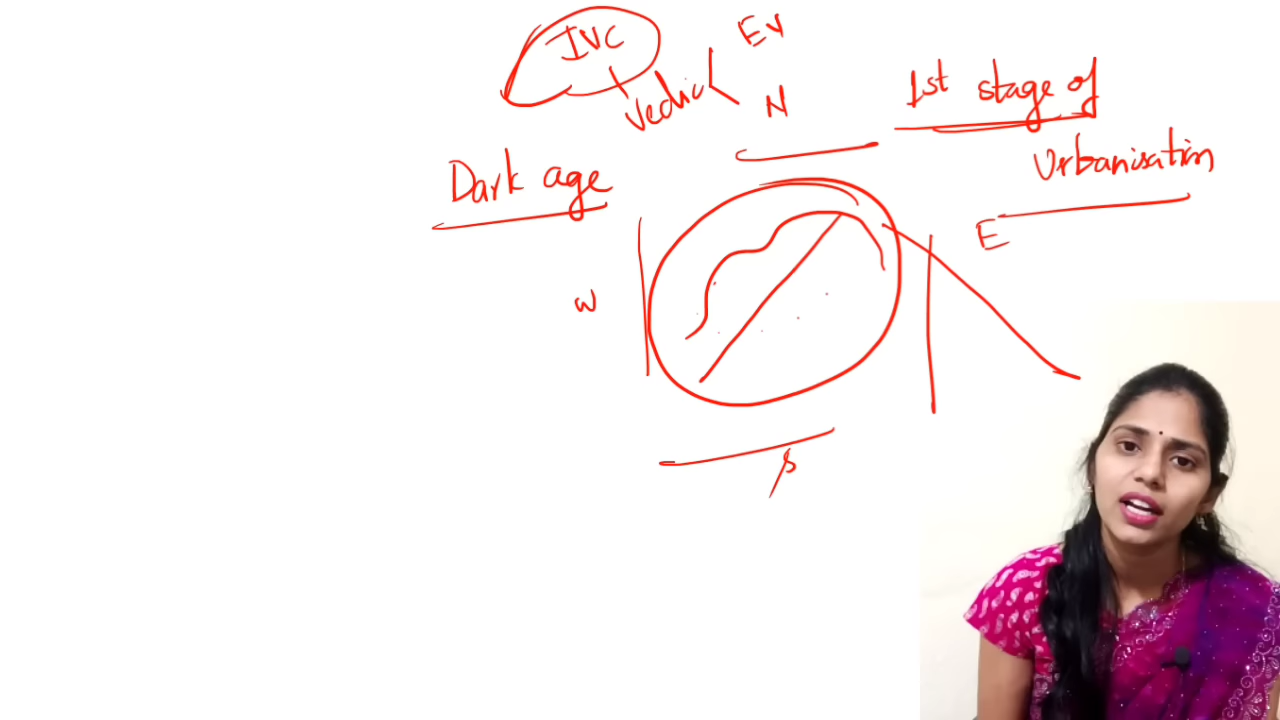 IVC
Vedic
EV
N
1st stage of
Urbanisation
Dark age
E
W
S